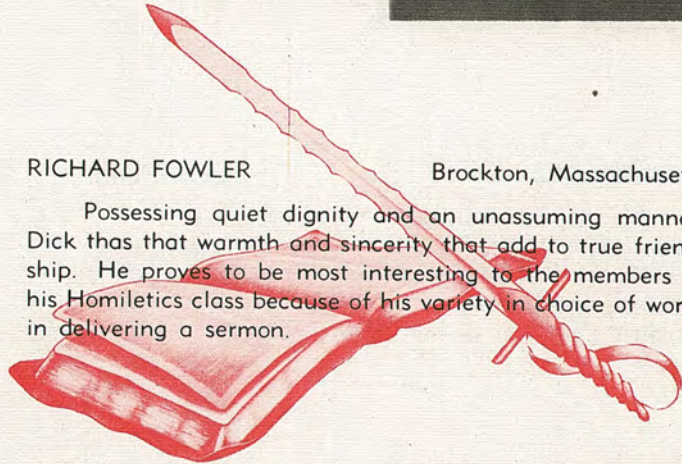 RICHARD FOWLER Brockton, Massachuse
Possessing quiet dignity and an unassuming manne
Dick thas that warmth and sincerity that add to true frien
ship. He proves to be most interesting to the members
his Homiletics class because of his variety in choice of wor
in delivering a sermon.